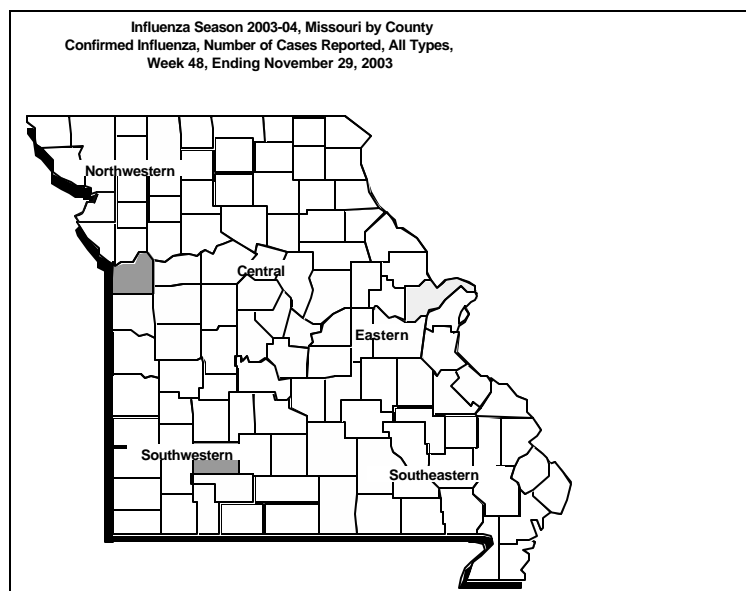 Influenza Season 2003-04, Missouri by County
Confirmed Influenza, Number of Cases Reported, All Types,
Week 48, Ending November 29, 2003
Northwestern
Central
Eastern
Southwestern
Southeastern